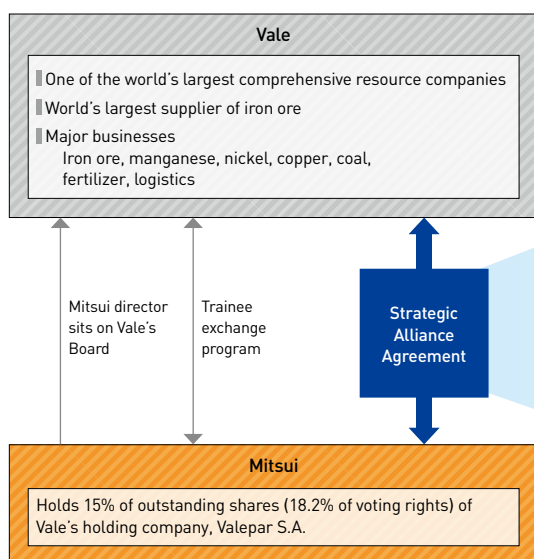 Vale
One of the world's largest comprehensive resource companies
World's largest supplier of iron ore
Major businesses
Iron ore, manganese, nickel, copper, coal,
fertilizer, logistics
Mitsui director
sits on Vale's
Board
Trainee
exchange
program
Strategic
Alliance
Agreement
Mitsui
Holds 15% of outstanding shares (18.2% of voting rights) of
Vale's holding company, Valepar S.A.